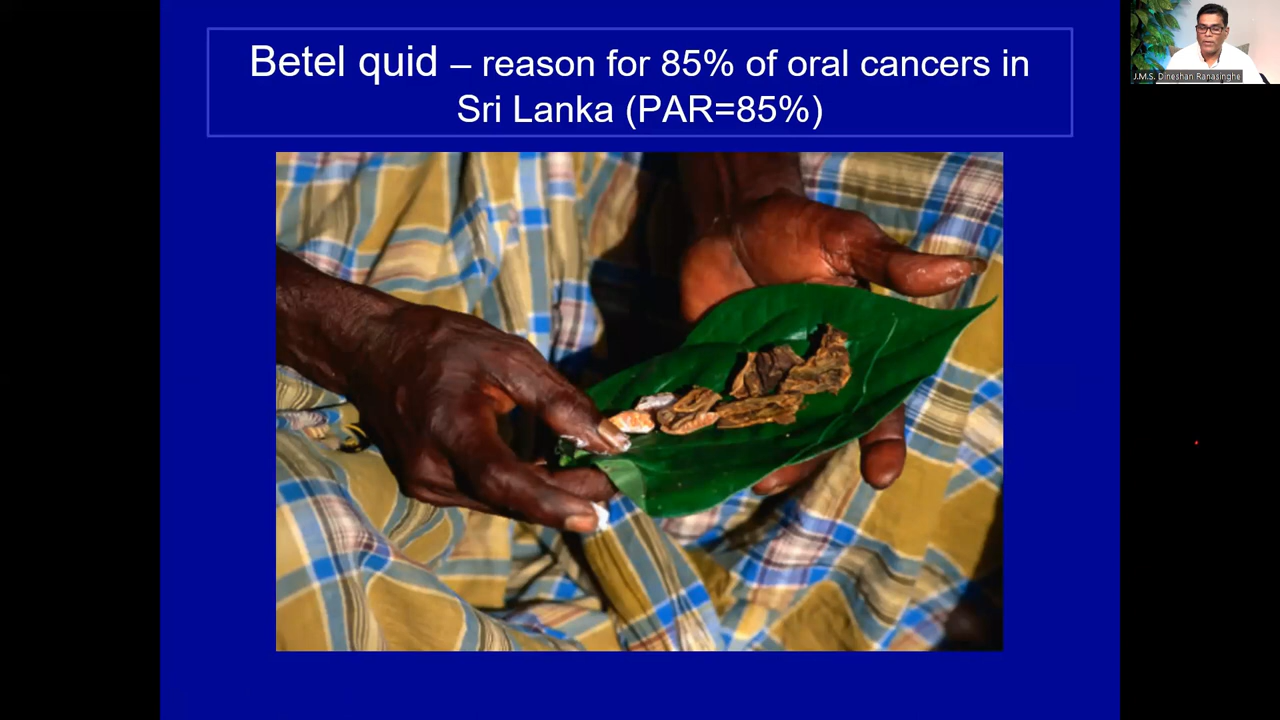 Betel quid – reason for 85% of oral cancers in
Sri Lanka (PAR=85%)
J.M.S. Dineshan Ranasinghe